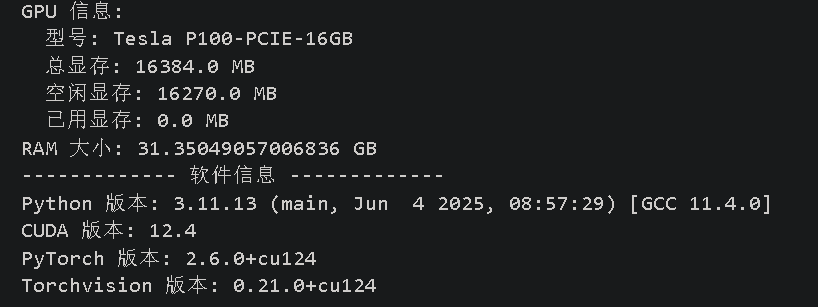 GPU 信息:
型号: Tesla P100-PCIE-16GB
总显存: 16384.0 MB
空闲显存: 16270.0 MB
已用显存: 0.0 MB
RAM 大小: 31.35049057006836 GB
------------- 软件信息 -------------
Python 版本: 3.11.13 (main, Jun  4 2025, 08:57:29) [GCC 11.4.0]
CUDA 版本: 12.4
PyTorch 版本: 2.6.0+cu124
Torchvision 版本: 0.21.0+cu124